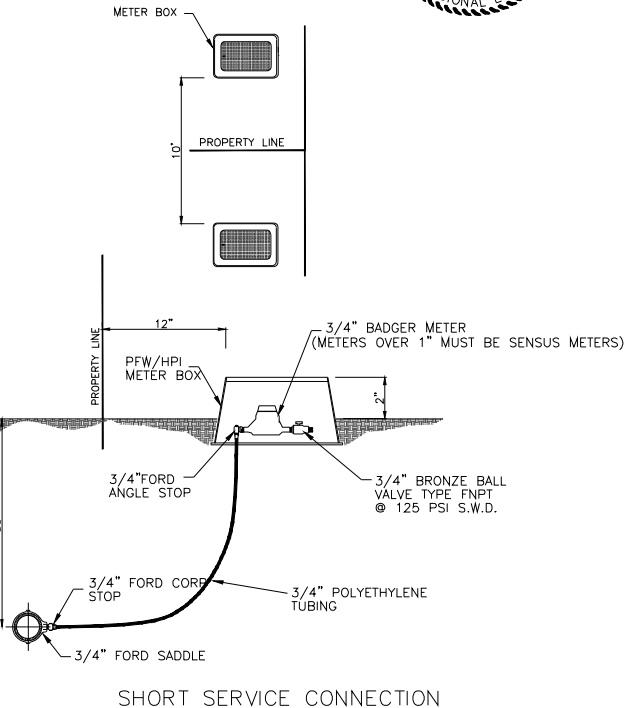 IONAL E
METER BOX
PROPERTY LINE
10"
12"
PROPERTY LINE
3/4" BADGER METER
(METERS OVER 1" MUST BE SENSUS METERS)
PFW/HPI
METER BOX
2"
3/4"FORD
ANGLE STOP
3/4" BRONZE BALL
VALVE TYPE FNPT
@ 125 PSI S.W.D.
3/4" FORD CORP
STOP
3/4" POLYETHYLENE
TUBING
3/4" FORD SADDLE
SHORT SERVICE CONNECTION